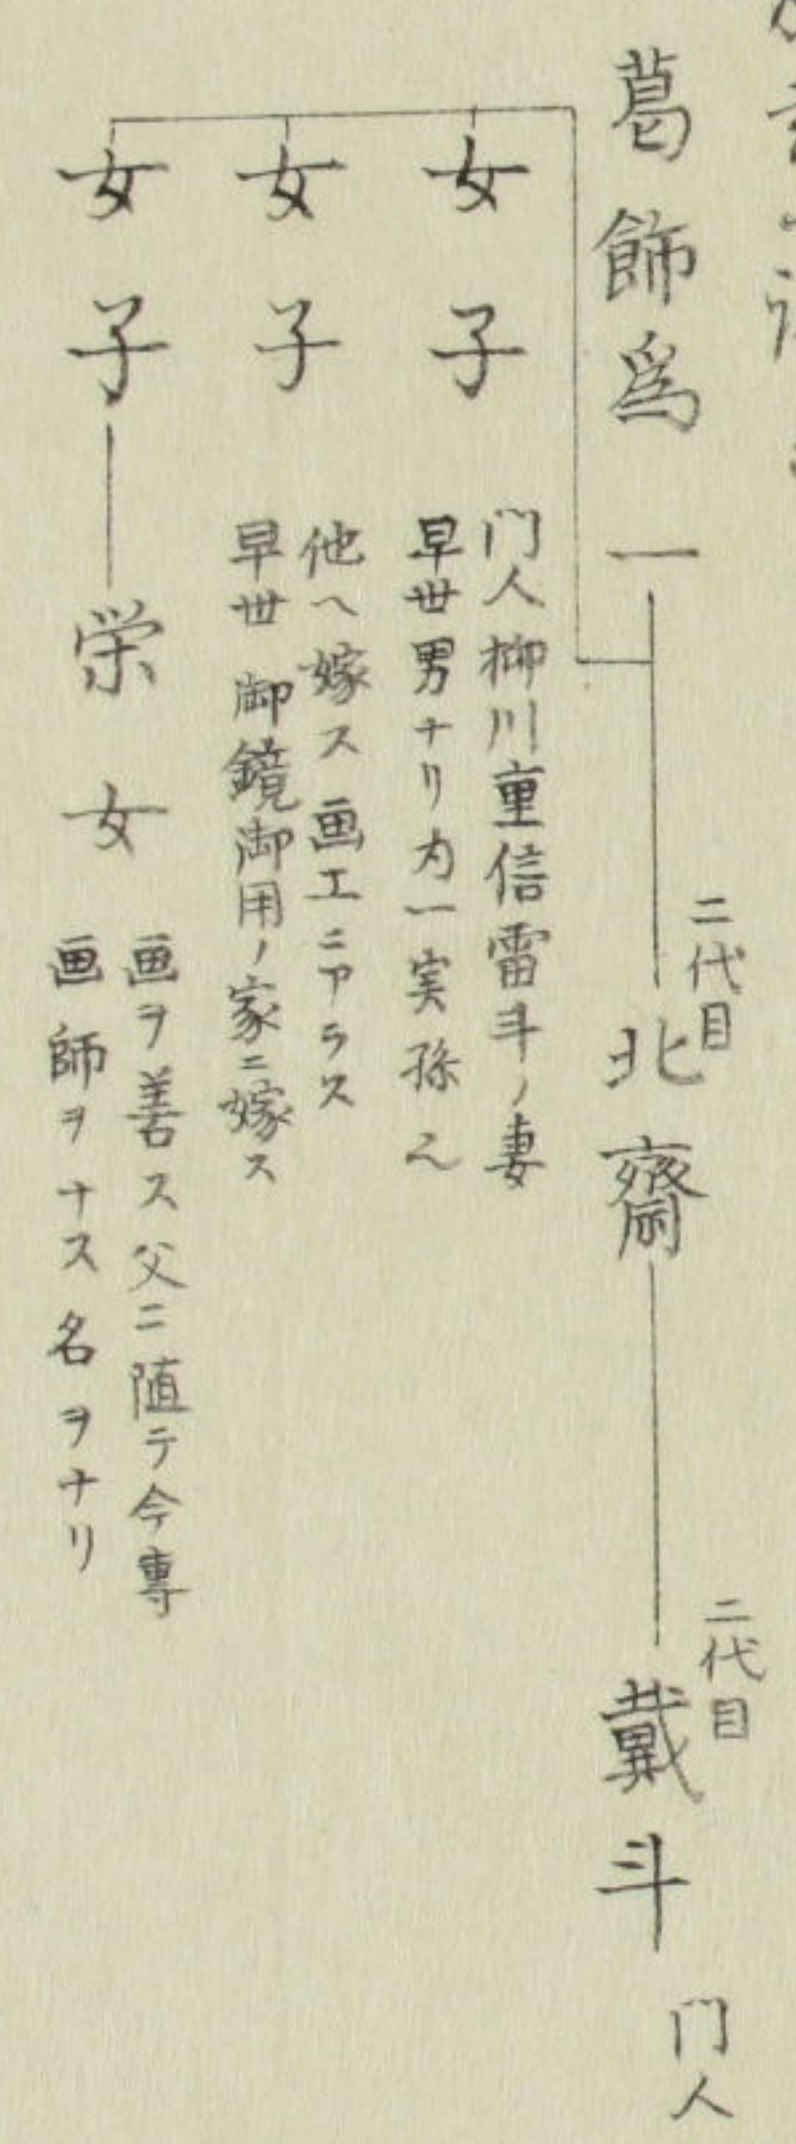 葛飾爲一
二代目
北齋
二代目
戴斗
门人
女子
门人柳川重信雷斗ノ妻
早世男ナリ为一実孫
女子
他ヘ嫁ス画工ニアラス
早世 御鏡御用ノ家ニ嫁ス
女子
栄女
画ヲ善ス父ニ随テ今専
画師ヲナス名ヲナリ